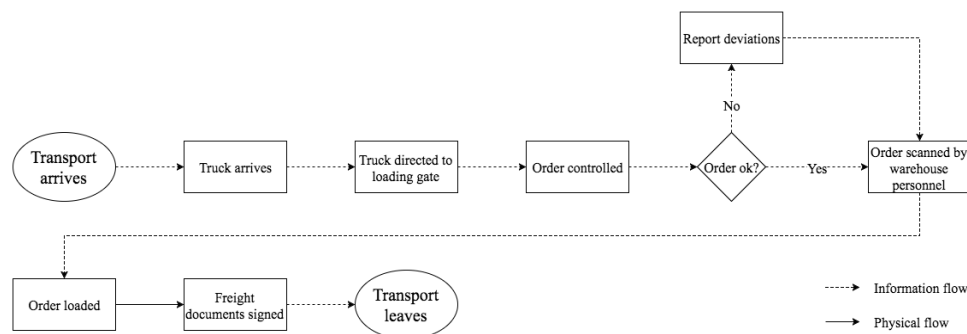 Report deviations
No
Transport
arrives
Truck arrives
Truck directed to
loading gate
Order controlled
Order ok?
Yes
Order scanned by
warehouse
personnel
Order loaded
Freight
documents signed
Transport
leaves
Information flow
Physical flow